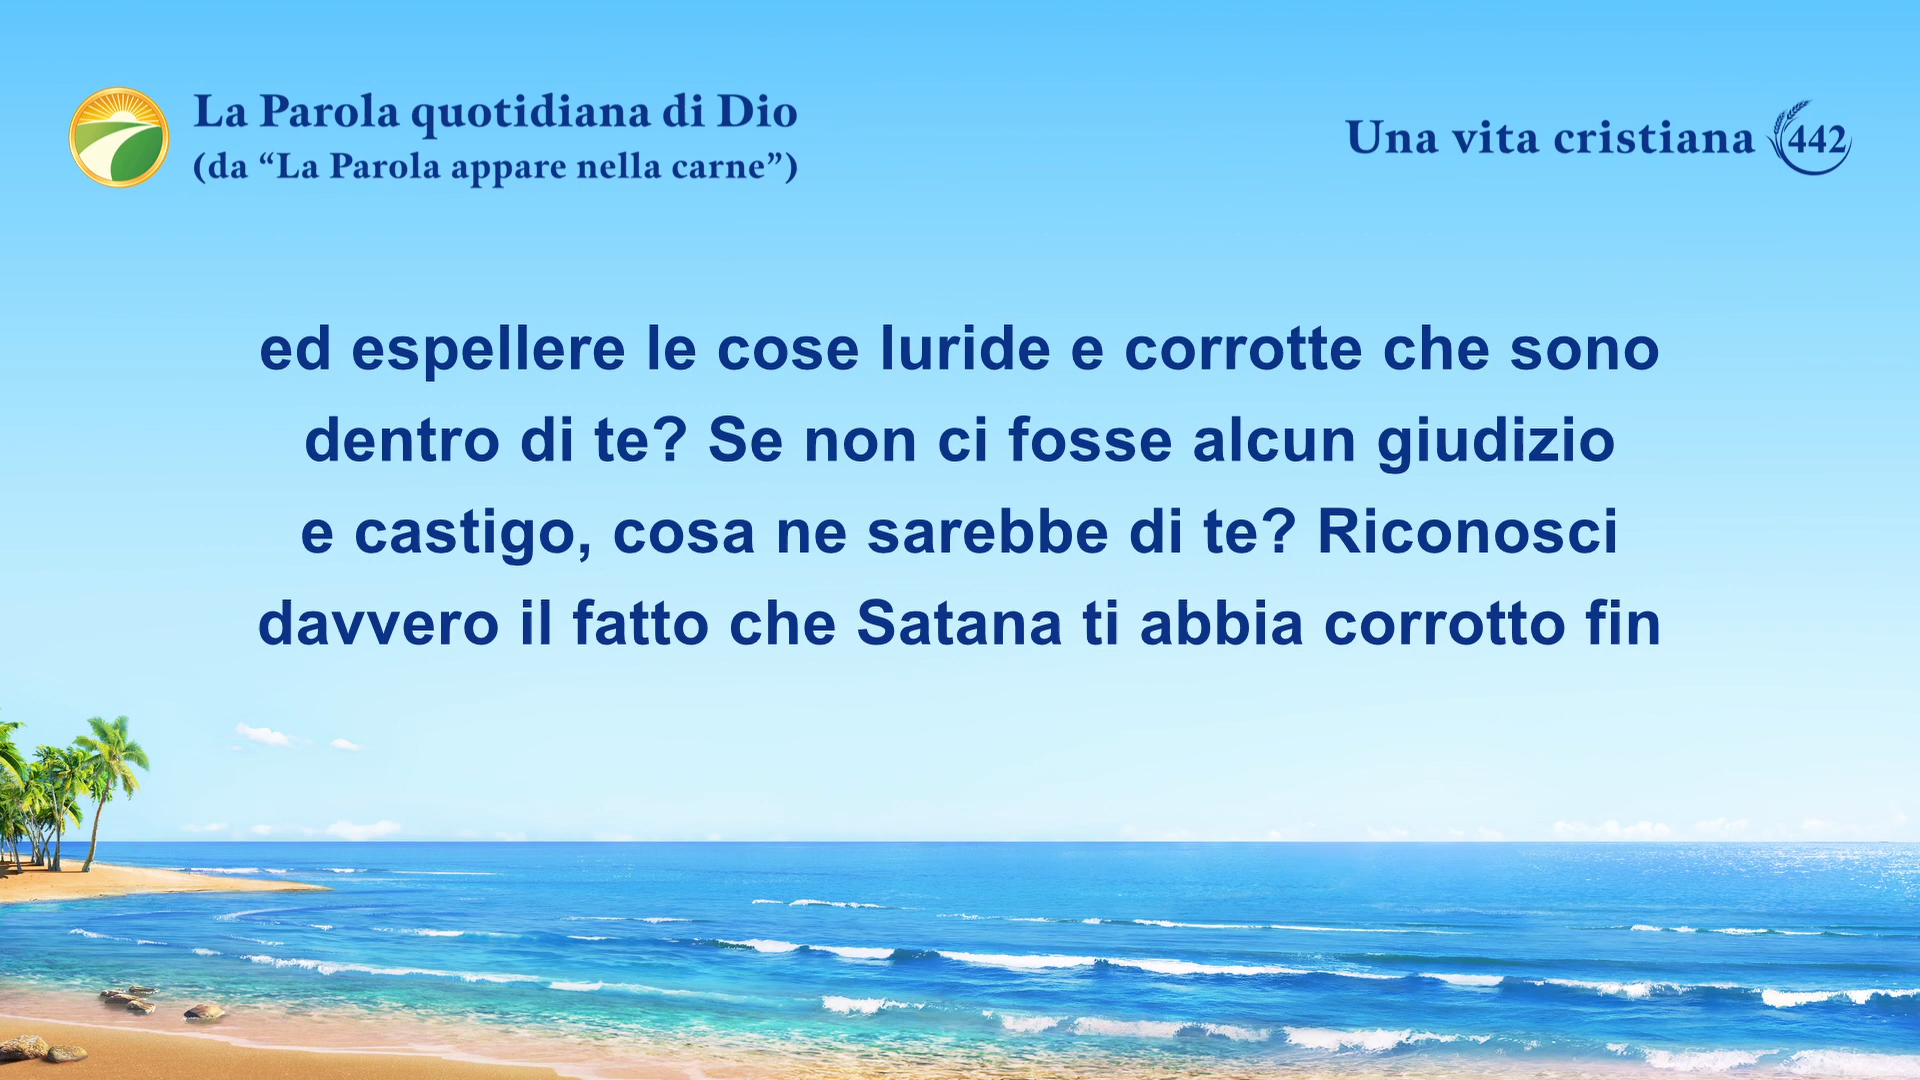 La Parola quotidiana di Dio
(da “La Parola appare nella carne”)
Una vita cristiana 442
ed espellere le cose luride e corrotte che sono
dentro di te? Se non ci fosse alcun giudizio
e castigo, cosa ne sarebbe di te? Riconosci
davvero il fatto che Satana ti abbia corrotto fin